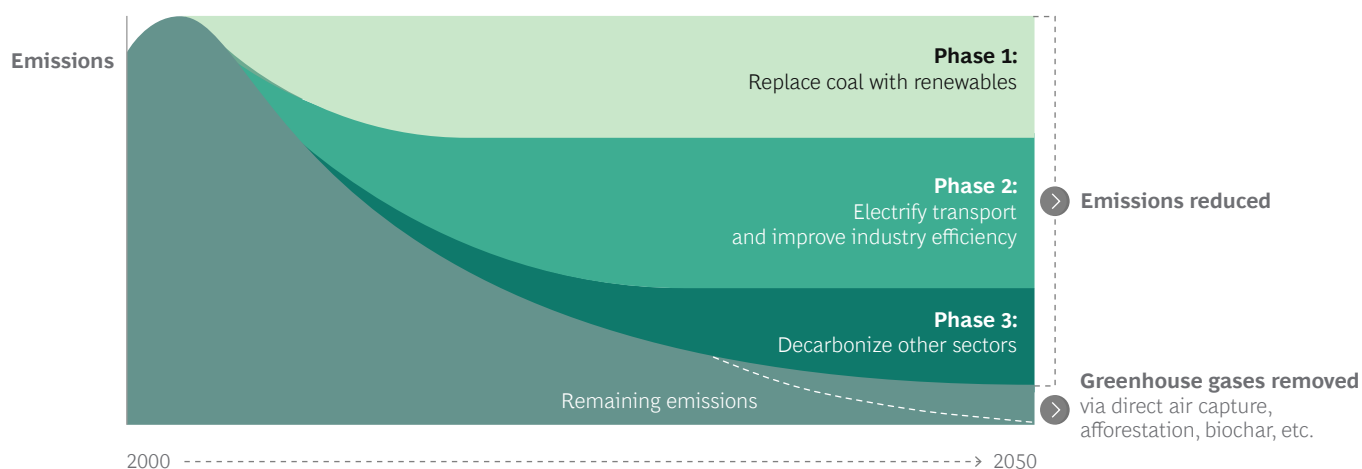 Emissions
Phase 1:
Replace coal with renewables
Phase 2:
Electrify transport
and improve industry efficiency
Emissions reduced
Phase 3:
Decarbonize other sectors
Remaining emissions
Greenhouse gases removed
via direct air capture,
afforestation, biochar, etc.
2000
2050